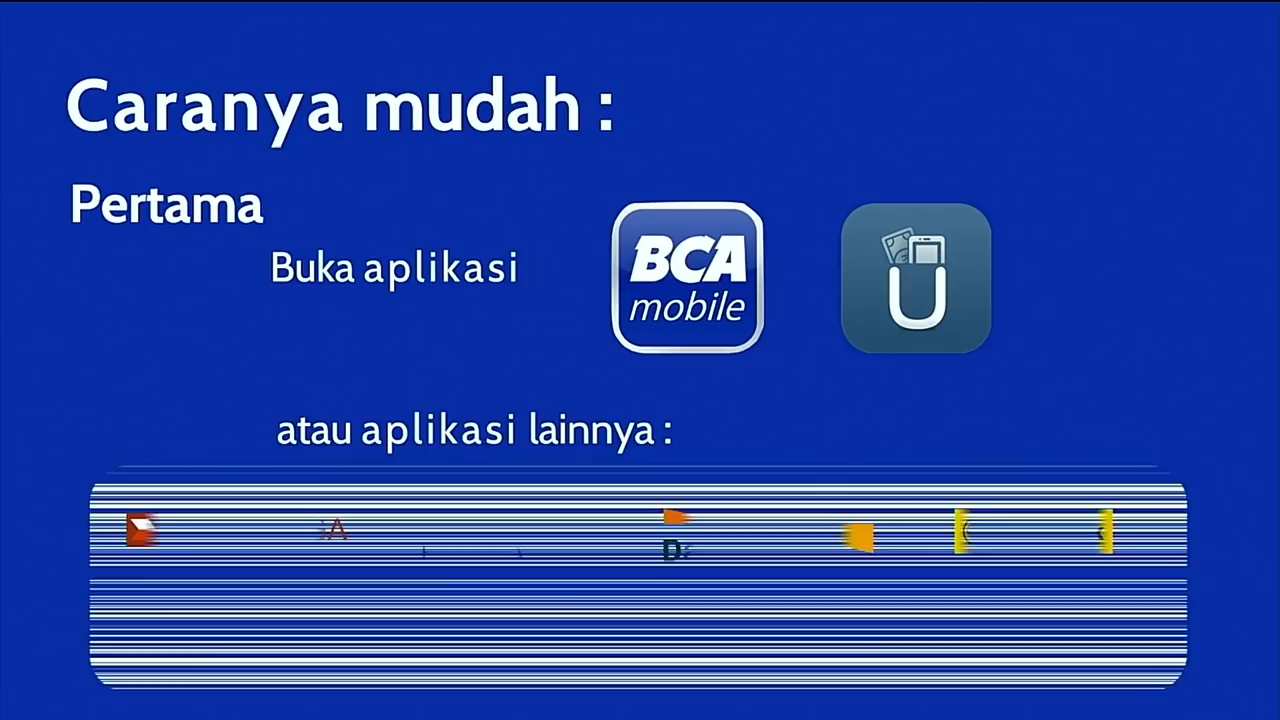 Caranya mudah :
Pertama
Buka aplikasi
BCA
mobile
U
atau aplikasi lainnya :